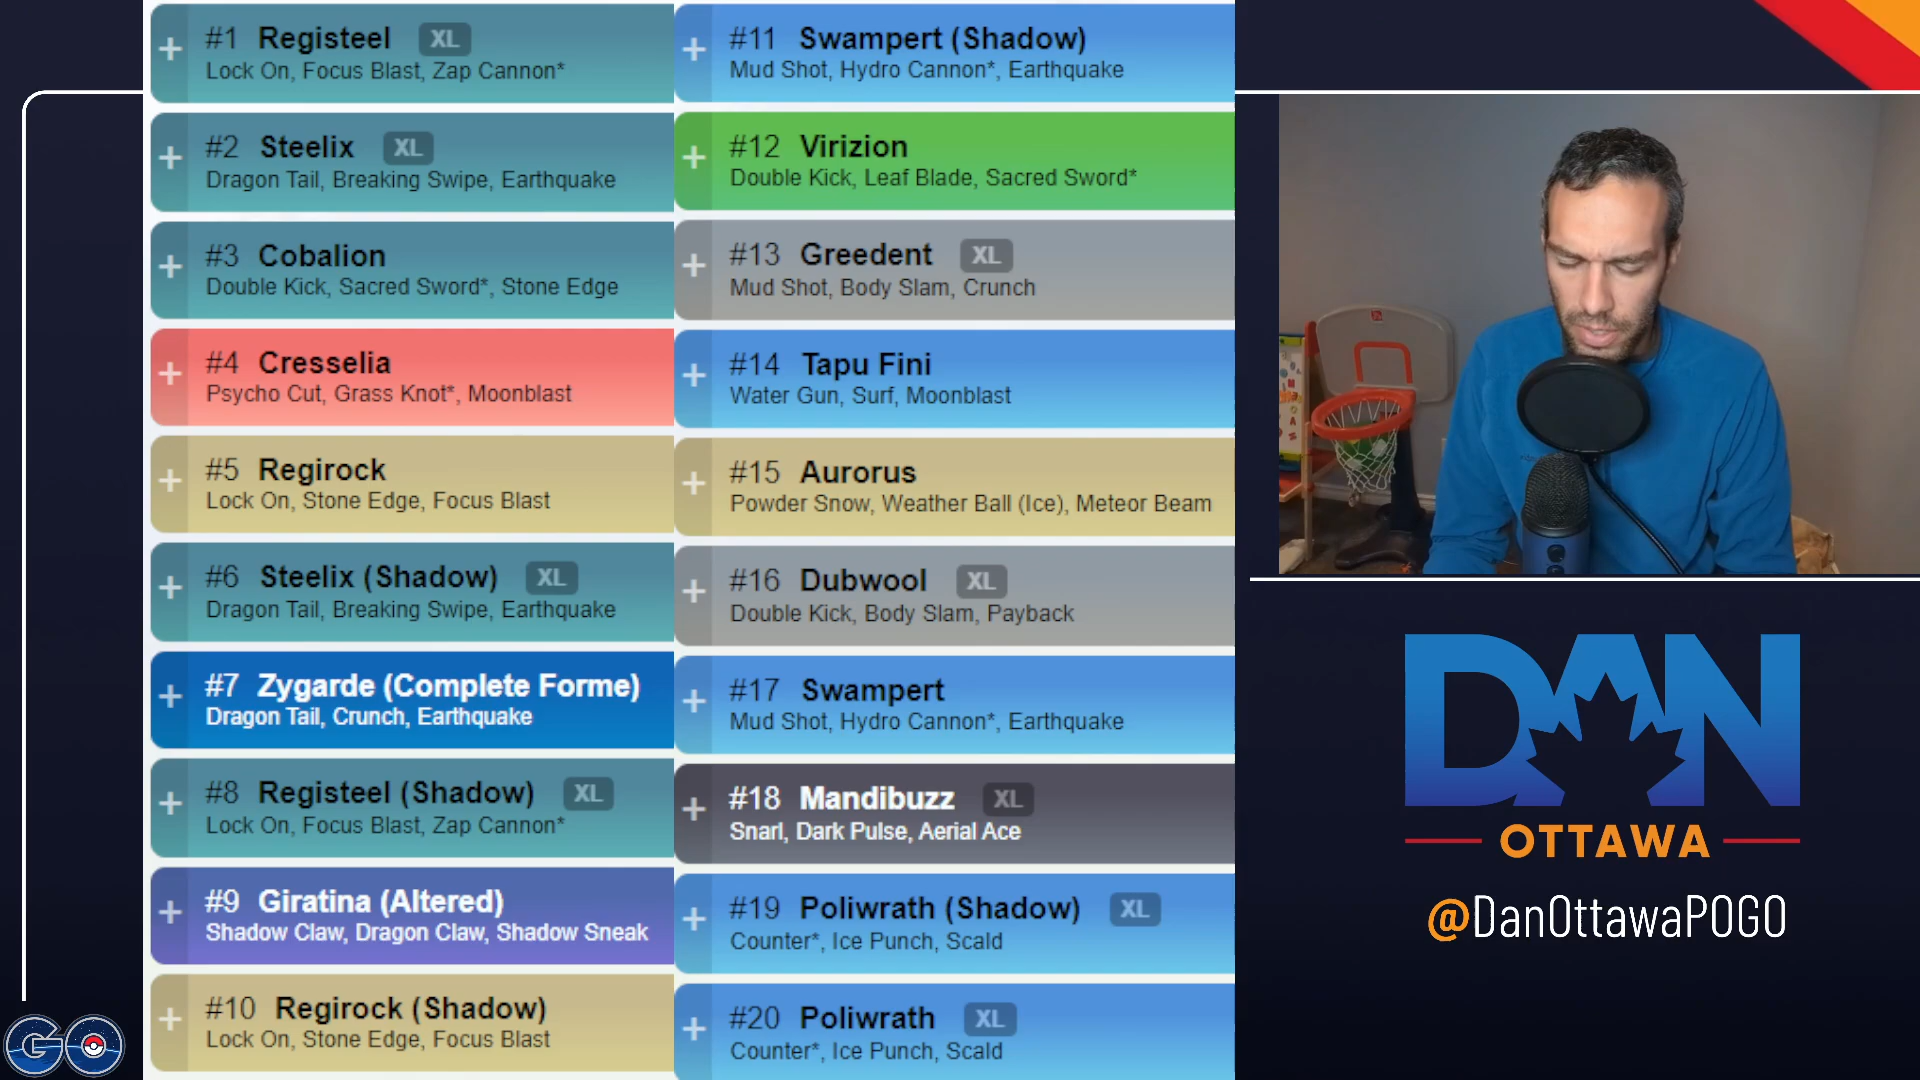 #1 Registeel XL
Lock On, Focus Blast, Zap Cannon*
#2 Steelix XL
Dragon Tail, Breaking Swipe, Earthquake
#3 Cobalion
Double Kick, Sacred Sword*, Stone Edge
#4 Cresselia
Psycho Cut, Grass Knot*, Moonblast
#5 Regirock
Lock On, Stone Edge, Focus Blast
#6 Steelix (Shadow) XL
Dragon Tail, Breaking Swipe, Earthquake
#7 Zygarde (Complete Forme)
Dragon Tail, Crunch, Earthquake
#8 Registeel (Shadow) XL
Lock On, Focus Blast, Zap Cannon*
#9 Giratina (Altered)
Shadow Claw, Dragon Claw, Shadow Sneak
#10 Regirock (Shadow)
Lock On, Stone Edge, Focus Blast
#11 Swampert (Shadow)
Mud Shot, Hydro Cannon*, Earthquake
#12 Virizion
Double Kick, Leaf Blade, Sacred Sword*
#13 Greedent XL
Mud Shot, Body Slam, Crunch
#14 Tapu Fini
Water Gun, Surf, Moonblast
#15 Aurorus
Powder Snow, Weather Ball (Ice), Meteor Beam
#16 Dubwool XL
Double Kick, Body Slam, Payback
#17 Swampert
Mud Shot, Hydro Cannon*, Earthquake
#18 Mandibuzz XL
Snarl, Dark Pulse, Aerial Ace
#19 Poliwrath (Shadow) XL
Counter*, Ice Punch, Scald
#20 Poliwrath XL
Counter*, Ice Punch, Scald
DAN
OTTAWA
@DanOttawaPOGO
GO